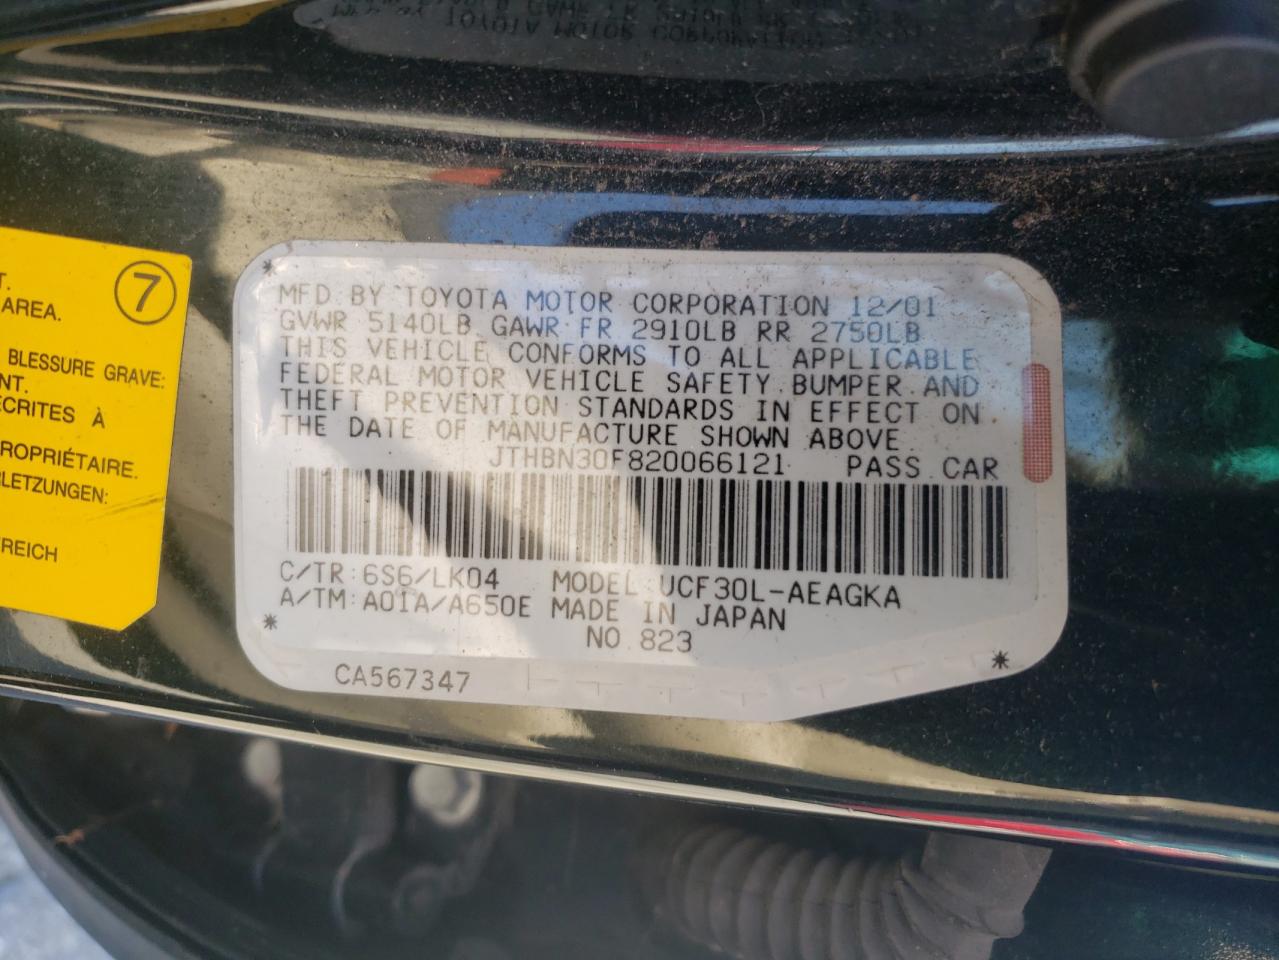 MFD BY TOYOTA MOTOR CORPORATION 12/01
GVWR 5140LB GAWR FR 2910LB RR 2750LB
THIS VEHICLE CONFORMS TO ALL APPLICABLE
FEDERAL MOTOR VEHICLE SAFETY, BUMPER AND
THEFT PREVENTION STANDARDS IN EFFECT ON
THE DATE OF MANUFACTURE SHOWN ABOVE
JTHBN30F820066121 PASS.CAR
C/TR:6S6/LK04 MODEL:UCF30L-AEAGKA
A/TM:A01A/A650E MADE IN JAPAN
NO.823
CA567347
7
AREA.
BLESSURE GRAVE:
NT.
ÉCRITES À
PROPRIÉTAIRE.
RLETZUNGEN:
REICH